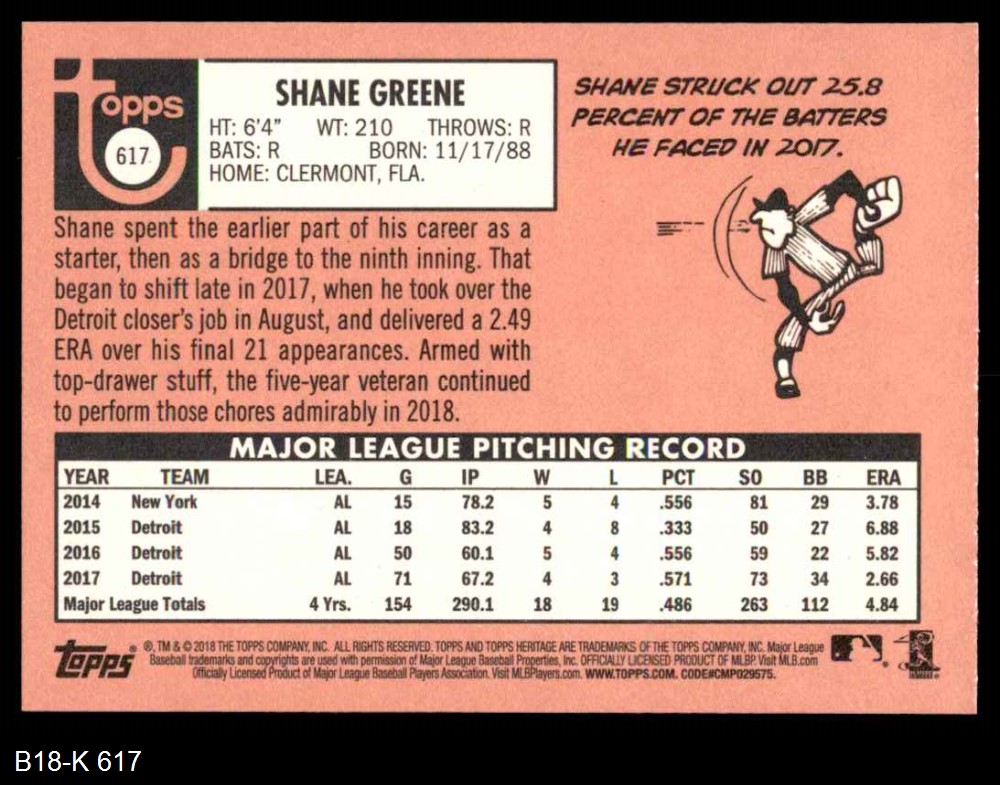 Topps
617
SHANE GREENE
HT: 6'4" WT: 210 THROWS: R
BATS: R BORN: 11/17/88
HOME: CLERMONT, FLA.
SHANE STRUCK OUT 25.8
PERCENT OF THE BATTERS
HE FACED IN 2017.
Shane spent the earlier part of his career as a
starter, then as a bridge to the ninth inning. That
began to shift late in 2017, when he took over the
Detroit closer's job in August, and delivered a 2.49
ERA over his final 21 appearances. Armed with
top-drawer stuff, the five-year veteran continued
to perform those chores admirably in 2018.
MAJOR LEAGUE PITCHING RECORD
YEAR TEAM LEA. G IP W L PCT SO BB ERA
2014 New York AL 15 78.2 5 4 .556 81 29 3.78
2015 Detroit AL 18 83.2 4 8 .333 50 27 6.88
2016 Detroit AL 50 60.1 5 4 .556 59 22 5.82
2017 Detroit AL 71 67.2 4 3 .571 73 34 2.66
Major League Totals 4 Yrs. 154 290.1 18 19 .486 263 112 4.84
Topps ® ®, TM & © 2018 THE TOPPS COMPANY, INC. ALL RIGHTS RESERVED. TOPPS AND TOPPS HERITAGE ARE TRADEMARKS OF THE TOPPS COMPANY, INC. Major League
Baseball trademarks and copyrights are used with permission of Major League Baseball Properties, Inc. OFFICIALLY LICENSED PRODUCT OF MLBP. Visit MLB.com
Officially Licensed Product of Major League Baseball Players Association. Visit MLBPlayers.com. WWW.TOPPS.COM. CODE#CMP029575.
B18-K 617